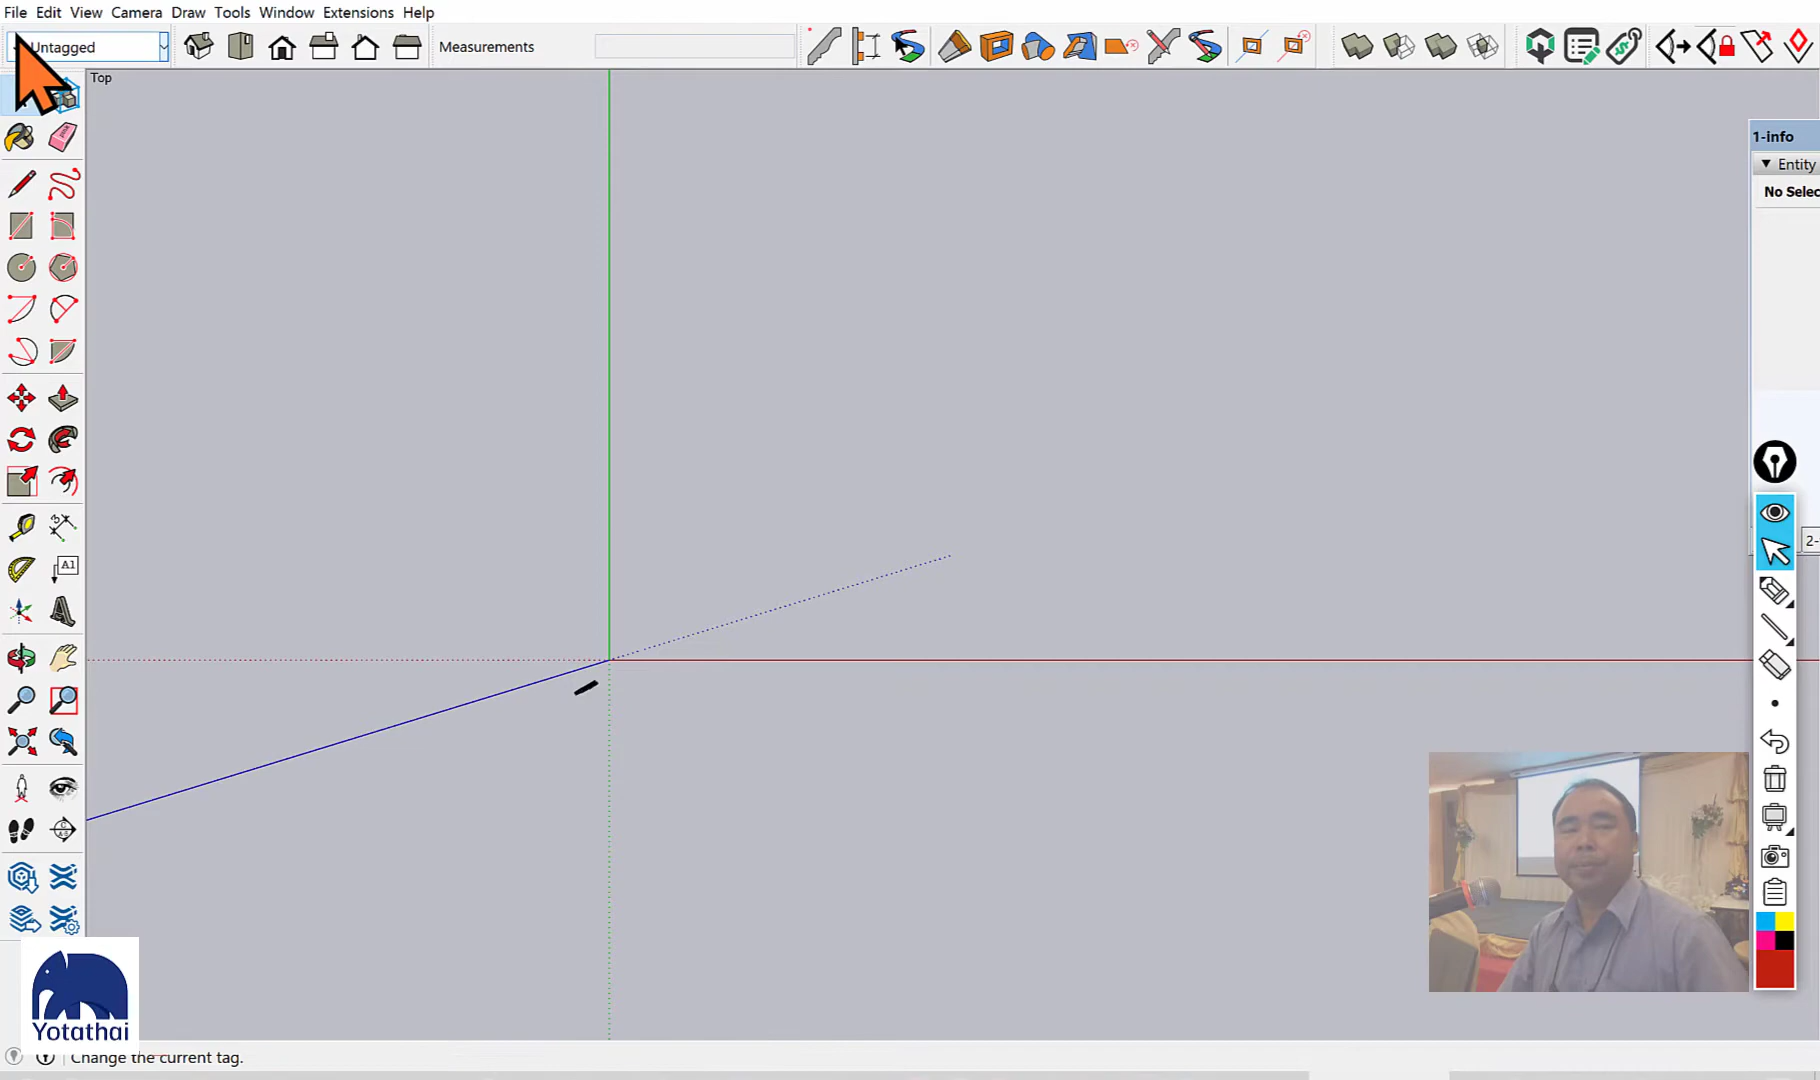 File Edit View Camera Draw Tools Window Extensions Help
Untagged
Measurements
Top
1-info
Entity
No Selec
A1
2-
Yotathai
Change the current tag.